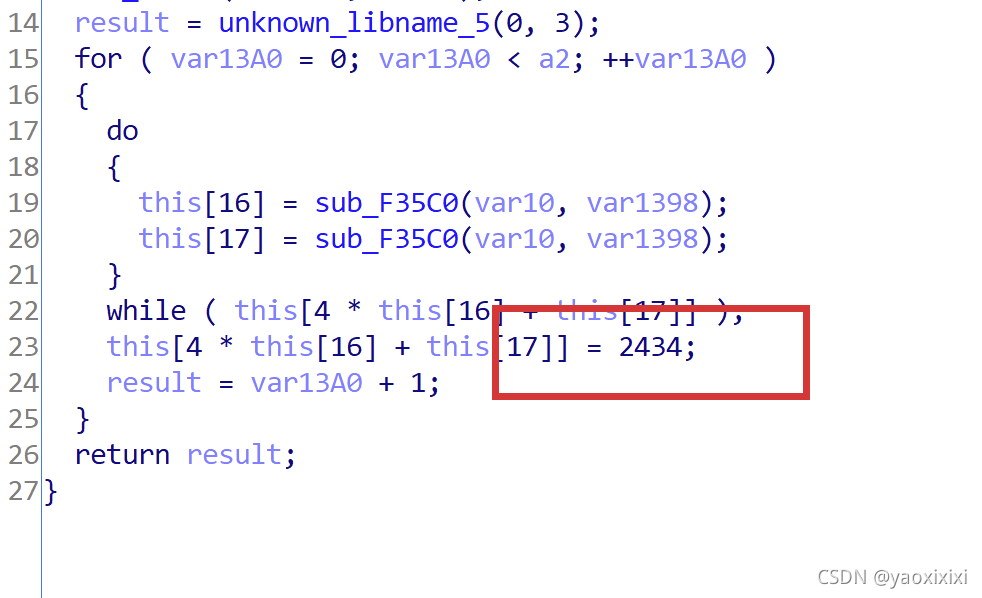 14 result = unknown_libname_5(0, 3);
15 for ( var13A0 = 0; var13A0 < a2; ++var13A0 )
16 {
17 do
18 {
19 this[16] = sub_F35C0(var10, var1398);
20 this[17] = sub_F35C0(var10, var1398);
21 }
22 while ( this[4 * this[16] + this[17]] );
23 this[4 * this[16] + this[17]] = 2434;
24 result = var13A0 + 1;
25 }
26 return result;
27 }
CSDN @yaoxixixi